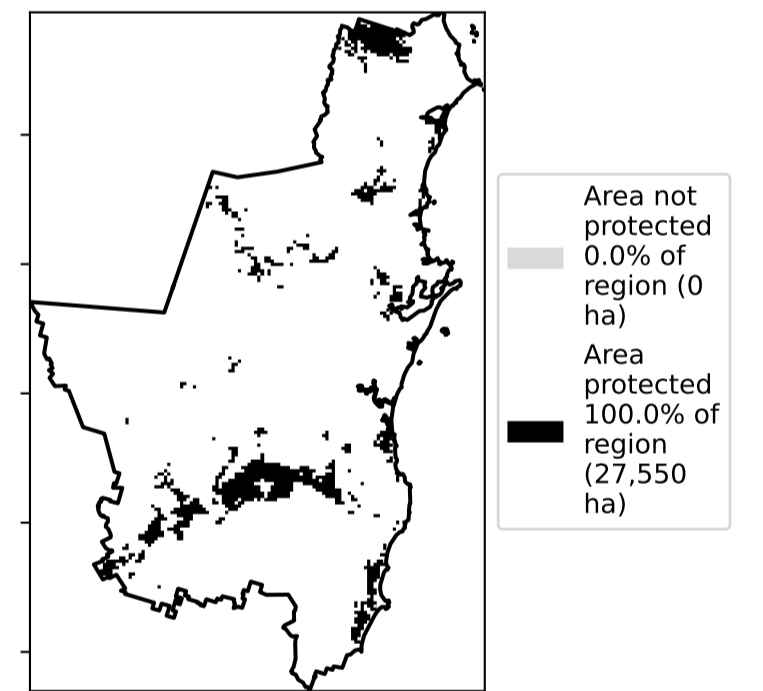 Area not
protected
0.0% of
region (0
ha)
Area
protected
100.0% of
region
(27,550
ha)